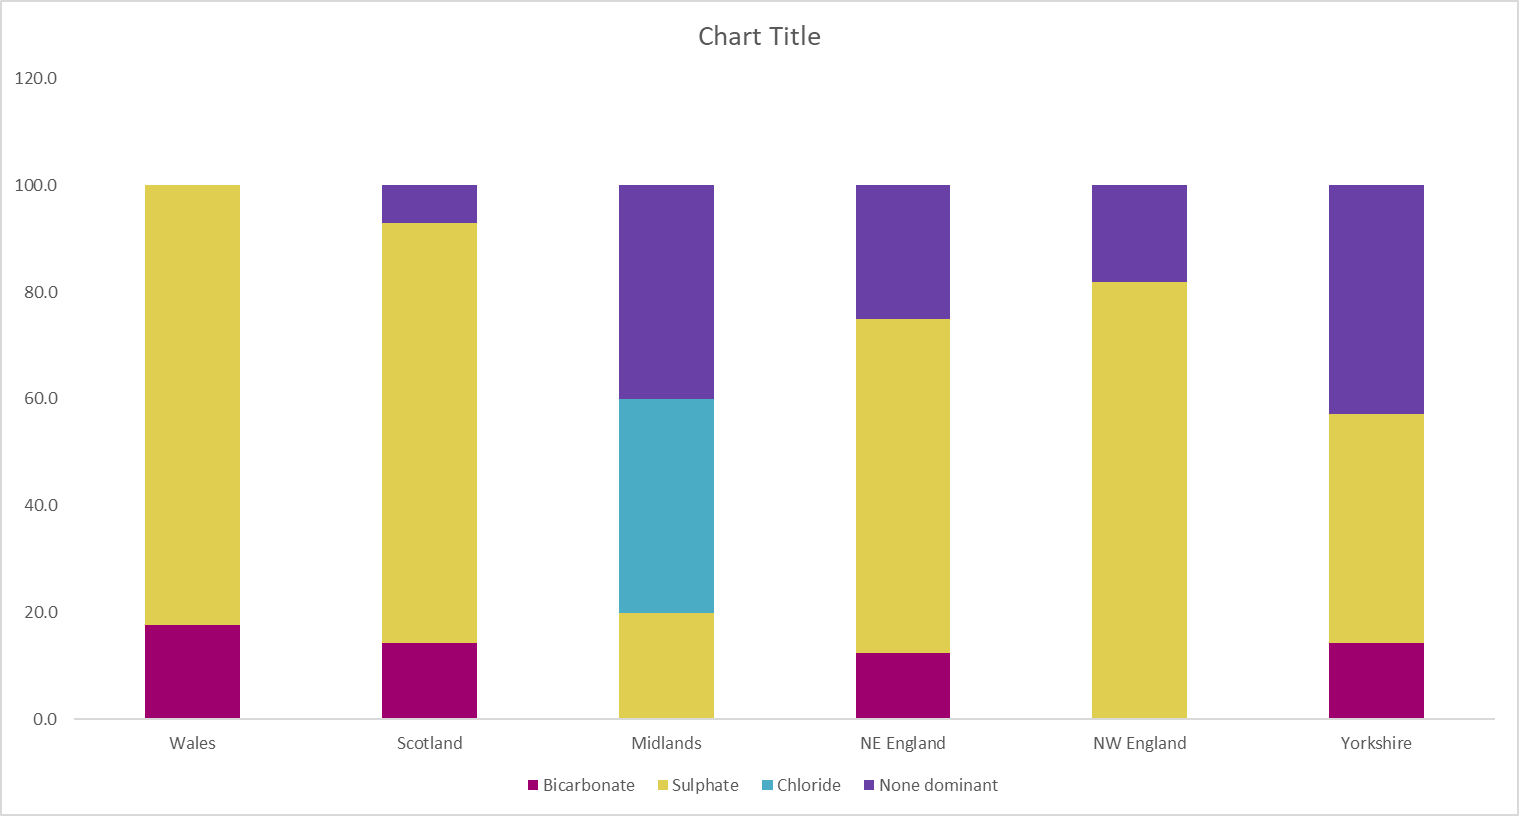 Chart Title
120.0
100.0
80.0
60.0
40.0
20.0
0.0
Wales Scotland Midlands NE England NW England Yorkshire
Bicarbonate Sulphate Chloride None dominant